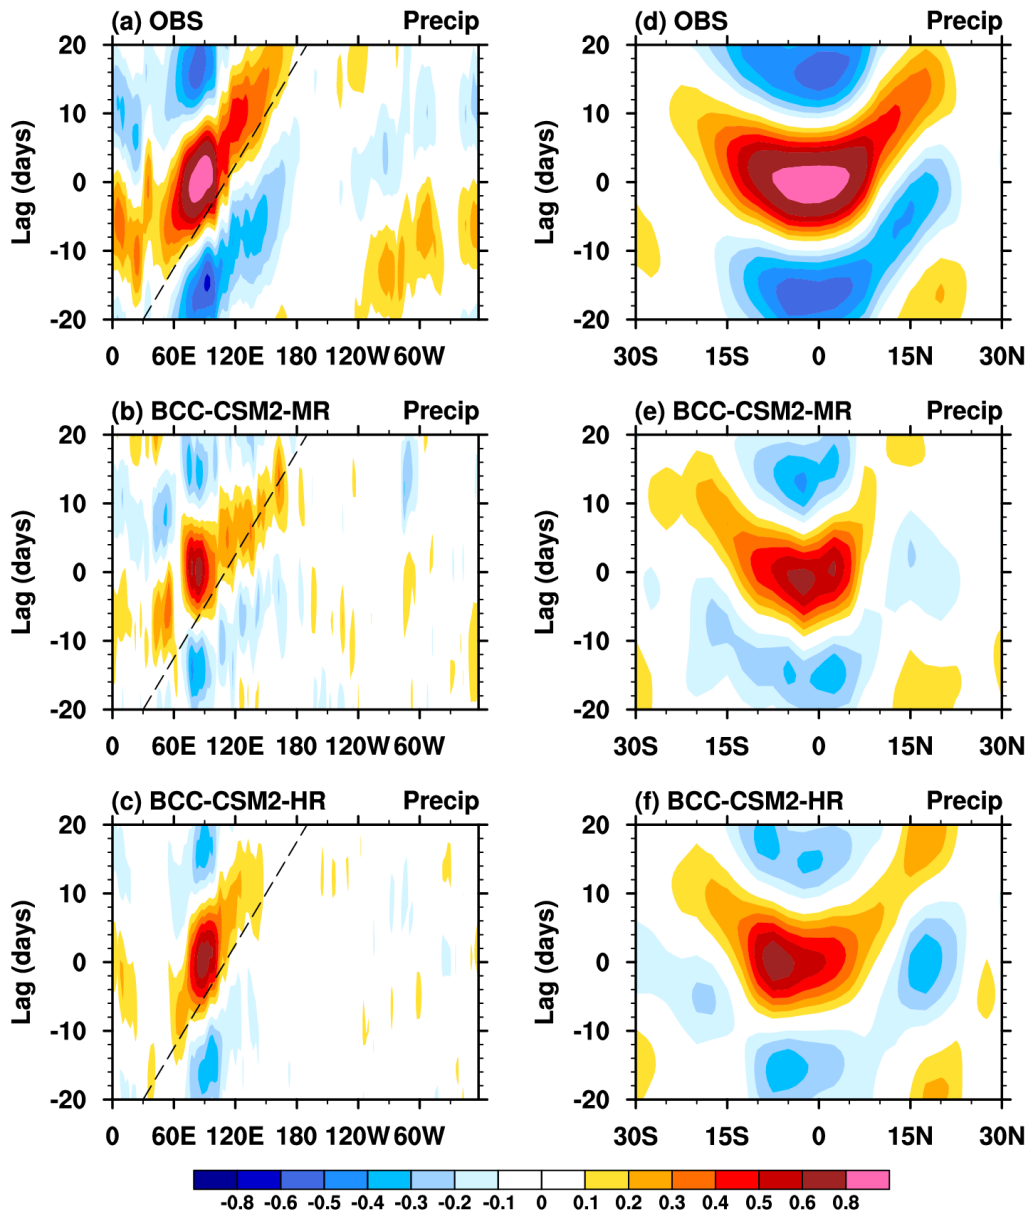 (a) OBS Precip
20
10
0
-10
-20
Lag (days)
0 60E 120E 180 120W 60W
(d) OBS Precip
20
10
0
-10
-20
Lag (days)
30S 15S 0 15N 30N
(b) BCC-CSM2-MR Precip
20
10
0
-10
-20
Lag (days)
0 60E 120E 180 120W 60W
(e) BCC-CSM2-MR Precip
20
10
0
-10
-20
Lag (days)
30S 15S 0 15N 30N
(c) BCC-CSM2-HR Precip
20
10
0
-10
-20
Lag (days)
0 60E 120E 180 120W 60W
(f) BCC-CSM2-HR Precip
20
10
0
-10
-20
Lag (days)
30S 15S 0 15N 30N
-0.8 -0.6 -0.5 -0.4 -0.3 -0.2 -0.1 0 0.1 0.2 0.3 0.4 0.5 0.6 0.8